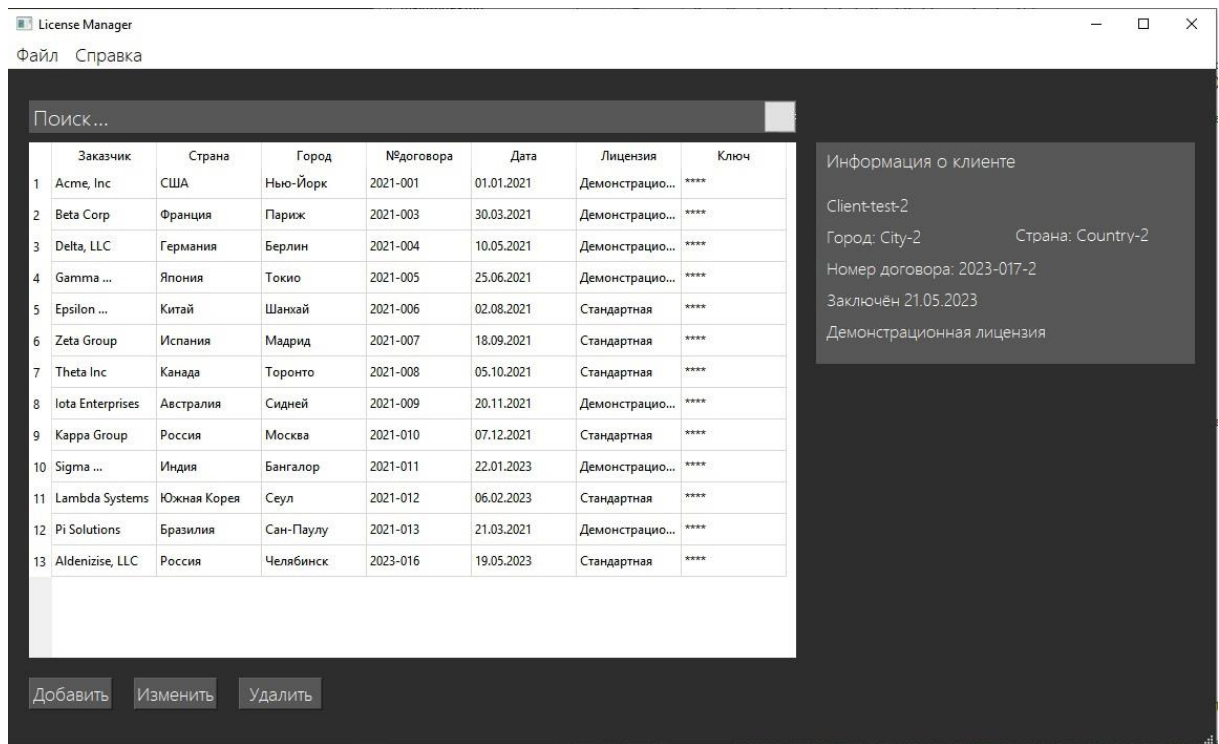 License Manager
Файл Справка
Поиск...
Заказчик Страна Город №договора Дата Лицензия Ключ
1 Acme, Inc США Нью-Йорк 2021-001 01.01.2021 Демонстрацио... ****
2 Beta Corp Франция Париж 2021-003 30.03.2021 Демонстрацио... ****
3 Delta, LLC Германия Берлин 2021-004 10.05.2021 Демонстрацио... ****
4 Gamma ... Япония Токио 2021-005 25.06.2021 Демонстрацио... ****
5 Epsilon ... Китай Шанхай 2021-006 02.08.2021 Стандартная ****
6 Zeta Group Испания Мадрид 2021-007 18.09.2021 Стандартная ****
7 Theta Inc Канада Торонто 2021-008 05.10.2021 Стандартная ****
8 Iota Enterprises Австралия Сидней 2021-009 20.11.2021 Демонстрацио... ****
9 Kappa Group Россия Москва 2021-010 07.12.2021 Стандартная ****
10 Sigma ... Индия Бангалор 2021-011 22.01.2023 Демонстрацио... ****
11 Lambda Systems Южная Корея Сеул 2021-012 06.02.2023 Стандартная ****
12 Pi Solutions Бразилия Сан-Паулу 2021-013 21.03.2021 Демонстрацио... ****
13 Aldenizise, LLC Россия Челябинск 2023-016 19.05.2023 Стандартная ****
Информация о клиенте
Client-test-2
Город: City-2 Страна: Country-2
Номер договора: 2023-017-2
Заключён 21.05.2023
Демонстрационная лицензия
Добавить Изменить Удалить